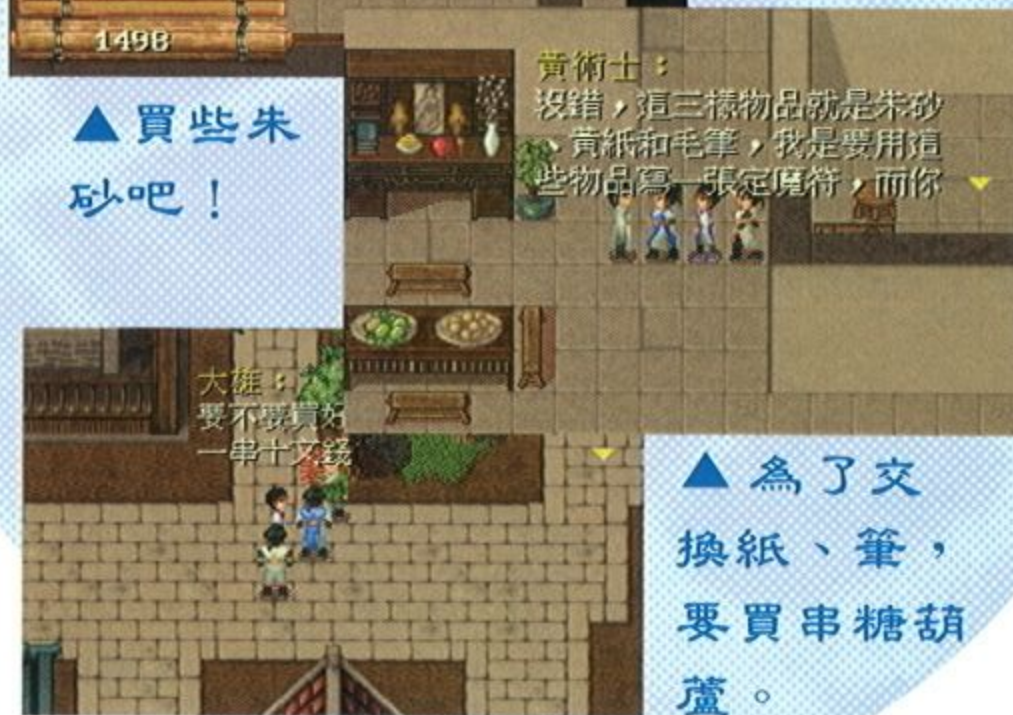 1498
▲買些朱
砂吧！
黃術士：
沒錯，這三樣物品就是朱砂
、黃紙和毛筆，我是要用這
些物品寫一張定魔符，而你
大雄：
要不要買好
一串十文錢
▲為了交
換紙、筆，
要買串糖葫
蘆。